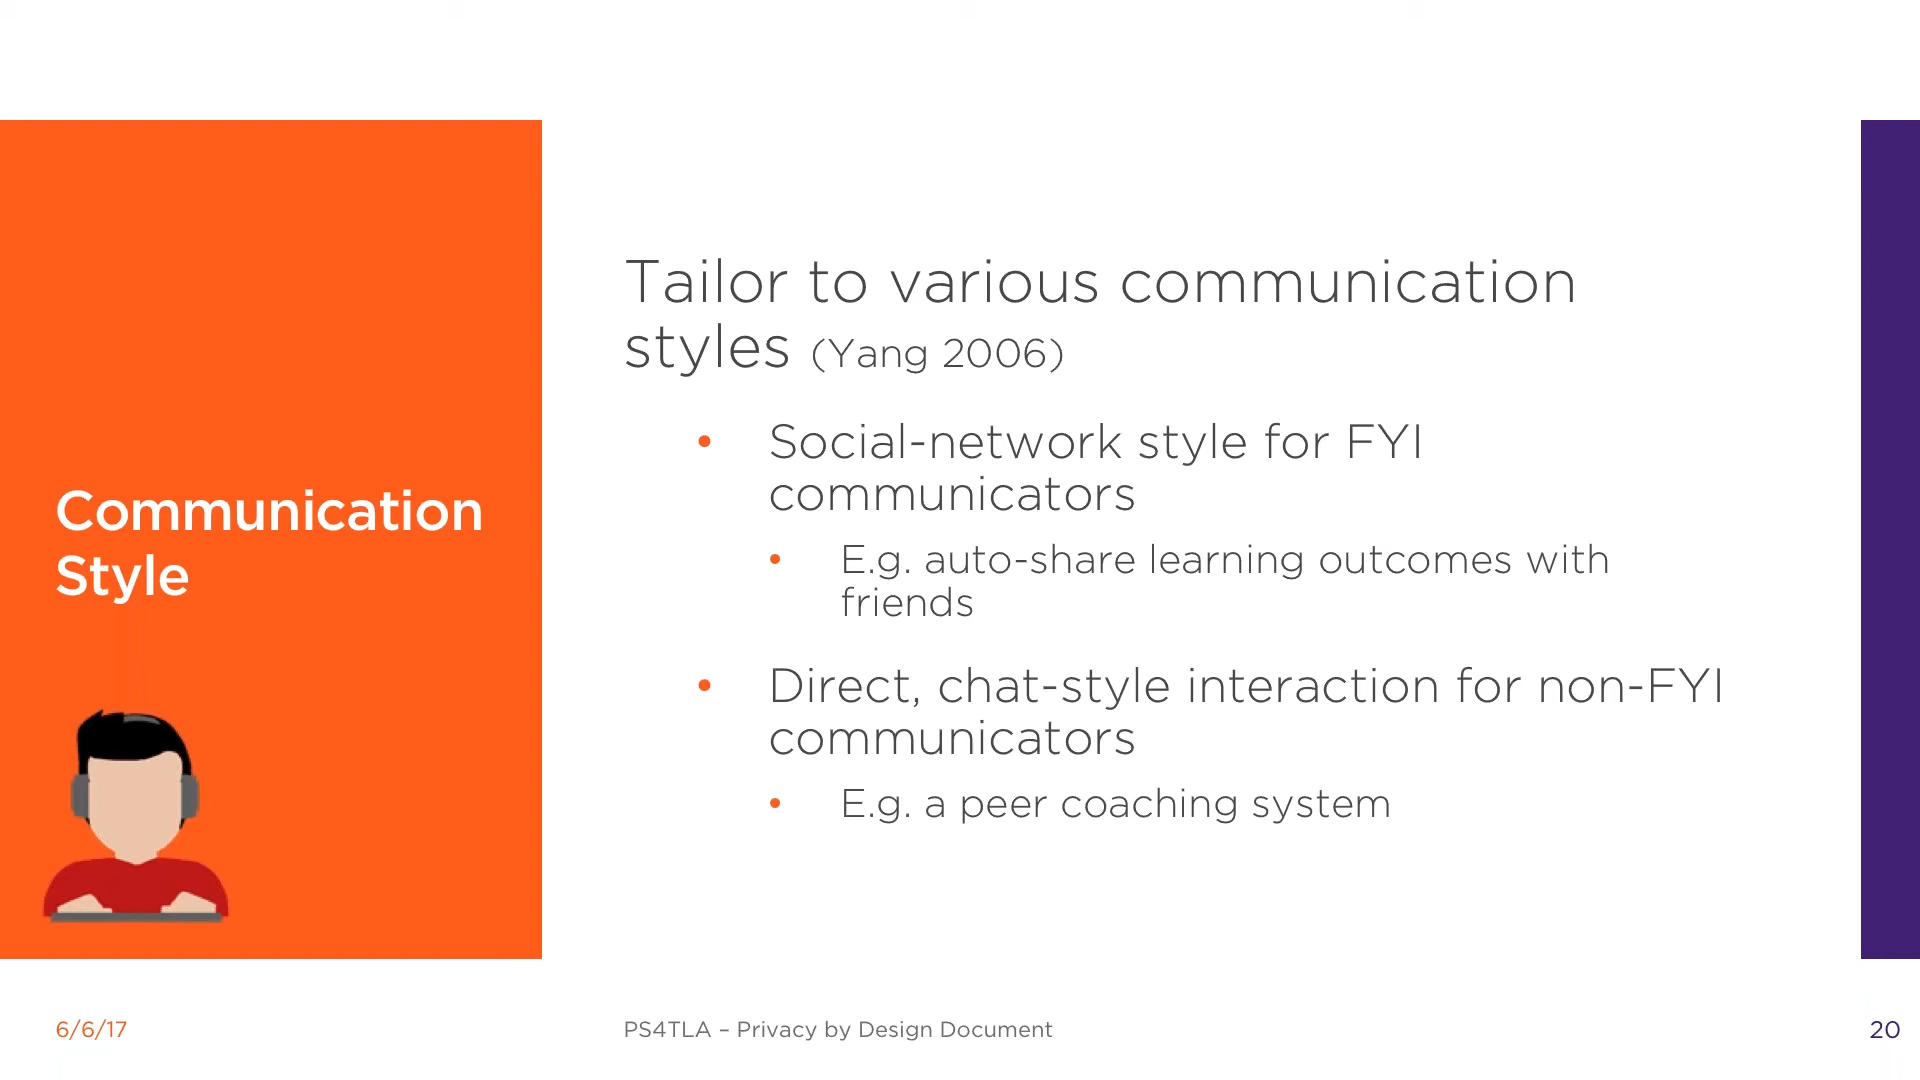 Communication
Style
Tailor to various communication
styles (Yang 2006)
• Social-network style for FYI
communicators
• E.g. auto-share learning outcomes with
friends
• Direct, chat-style interaction for non-FYI
communicators
• E.g. a peer coaching system
6/6/17
PS4TLA – Privacy by Design Document
20